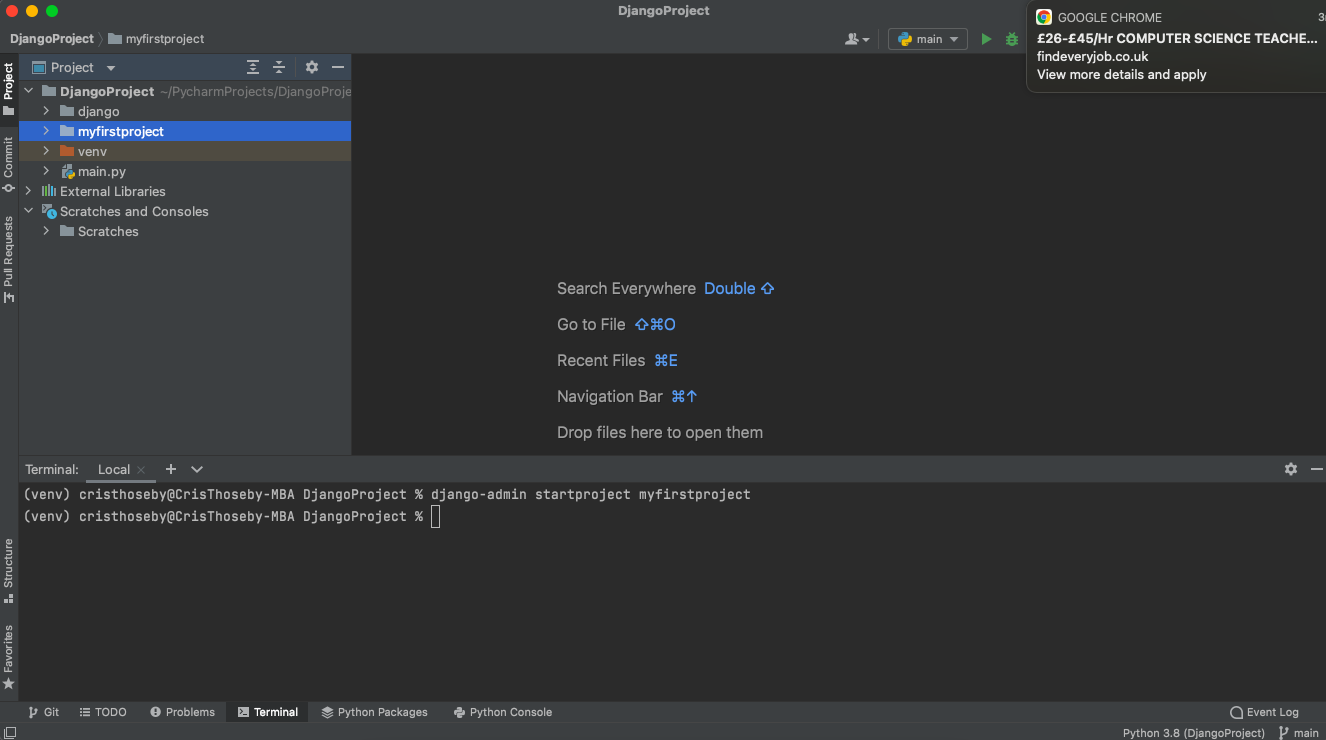 DjangoProject
GOOGLE CHROME
£26-£45/Hr COMPUTER SCIENCE TEACHE...
findeveryjob.co.uk
View more details and apply
DjangoProject myfirstproject
main
Project
DjangoProject ~/PycharmProjects/DjangoProje
django
myfirstproject
venv
main.py
External Libraries
Scratches and Consoles
Scratches
Project
Commit
Pull Requests
Structure
Favorites
Search Everywhere Double ⇧
Go to File ⇧⌘O
Recent Files ⌘E
Navigation Bar ⌘↑
Drop files here to open them
Terminal: Local × +
(venv) cristhoseby@CrisThoseby-MBA DjangoProject % django-admin startproject myfirstproject
(venv) cristhoseby@CrisThoseby-MBA DjangoProject %
Git TODO Problems Terminal Python Packages Python Console Event Log
Python 3.8 (DjangoProject) main